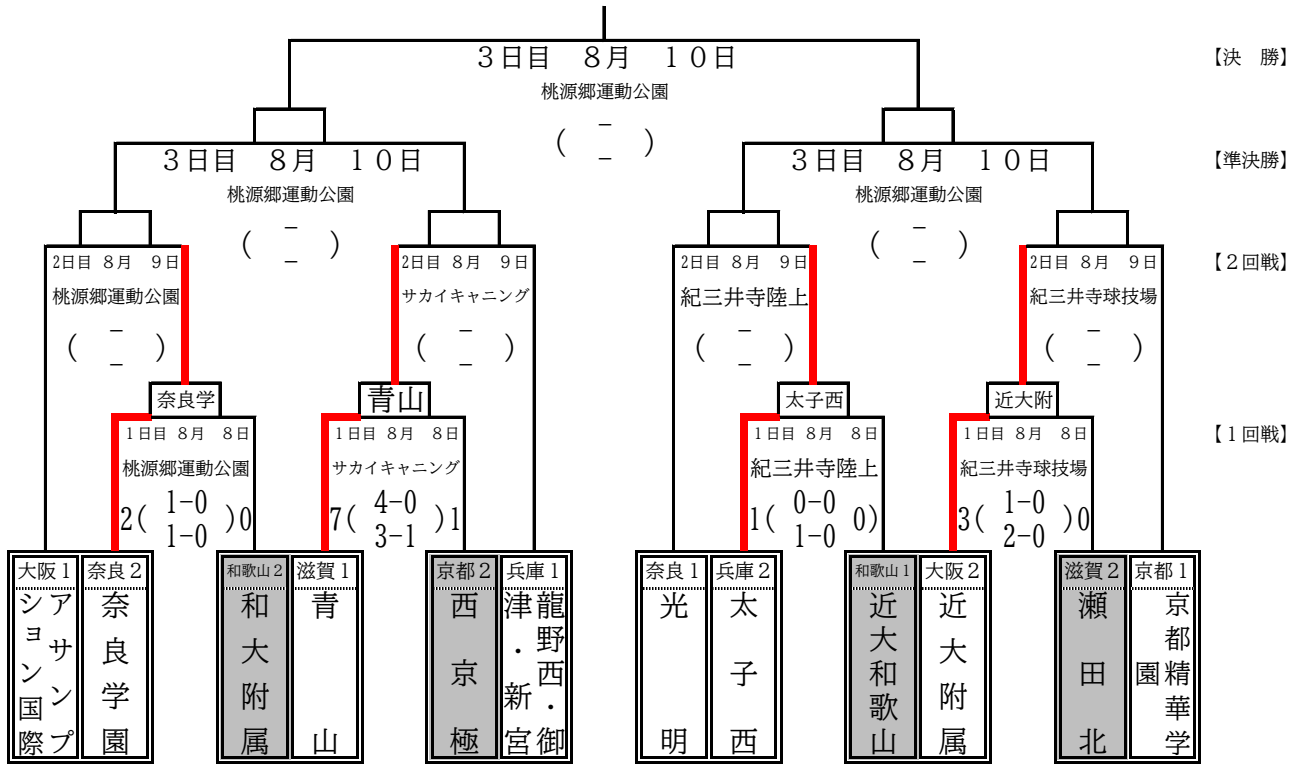 3日目 8月 10日
【決 勝】
桃源郷運動公園
( - - )
3日目 8月 10日
3日目 8月 10日
【準決勝】
桃源郷運動公園
桃源郷運動公園
( - - )
( - - )
2日目 8月 9日
2日目 8月 9日
2日目 8月 9日
2日目 8月 9日
【2回戦】
桃源郷運動公園
サカイキャニング
紀三井寺陸上
紀三井寺球技場
( - - )
( - - )
( - - )
( - - )
奈良学
青山
太子西
近大附
1日目 8月 8日
1日目 8月 8日
1日目 8月 8日
1日目 8月 8日
【1回戦】
桃源郷運動公園
サカイキャニング
紀三井寺陸上
紀三井寺球技場
2( 1-0 1-0 )0
7( 4-0 3-1 )1
1( 0-0 1-0 0)
3( 1-0 2-0 )0
大阪1
アサンプ
ション国際
奈良2
奈良学園
和歌山2
和大附属
滋賀1
青山
京都2
西京極
兵庫1
龍野西・御
津・新宮
奈良1
光明
兵庫2
太子西
和歌山1
近大和歌山
大阪2
近大附属
滋賀2
瀬田北
京都1
京都精華学
園